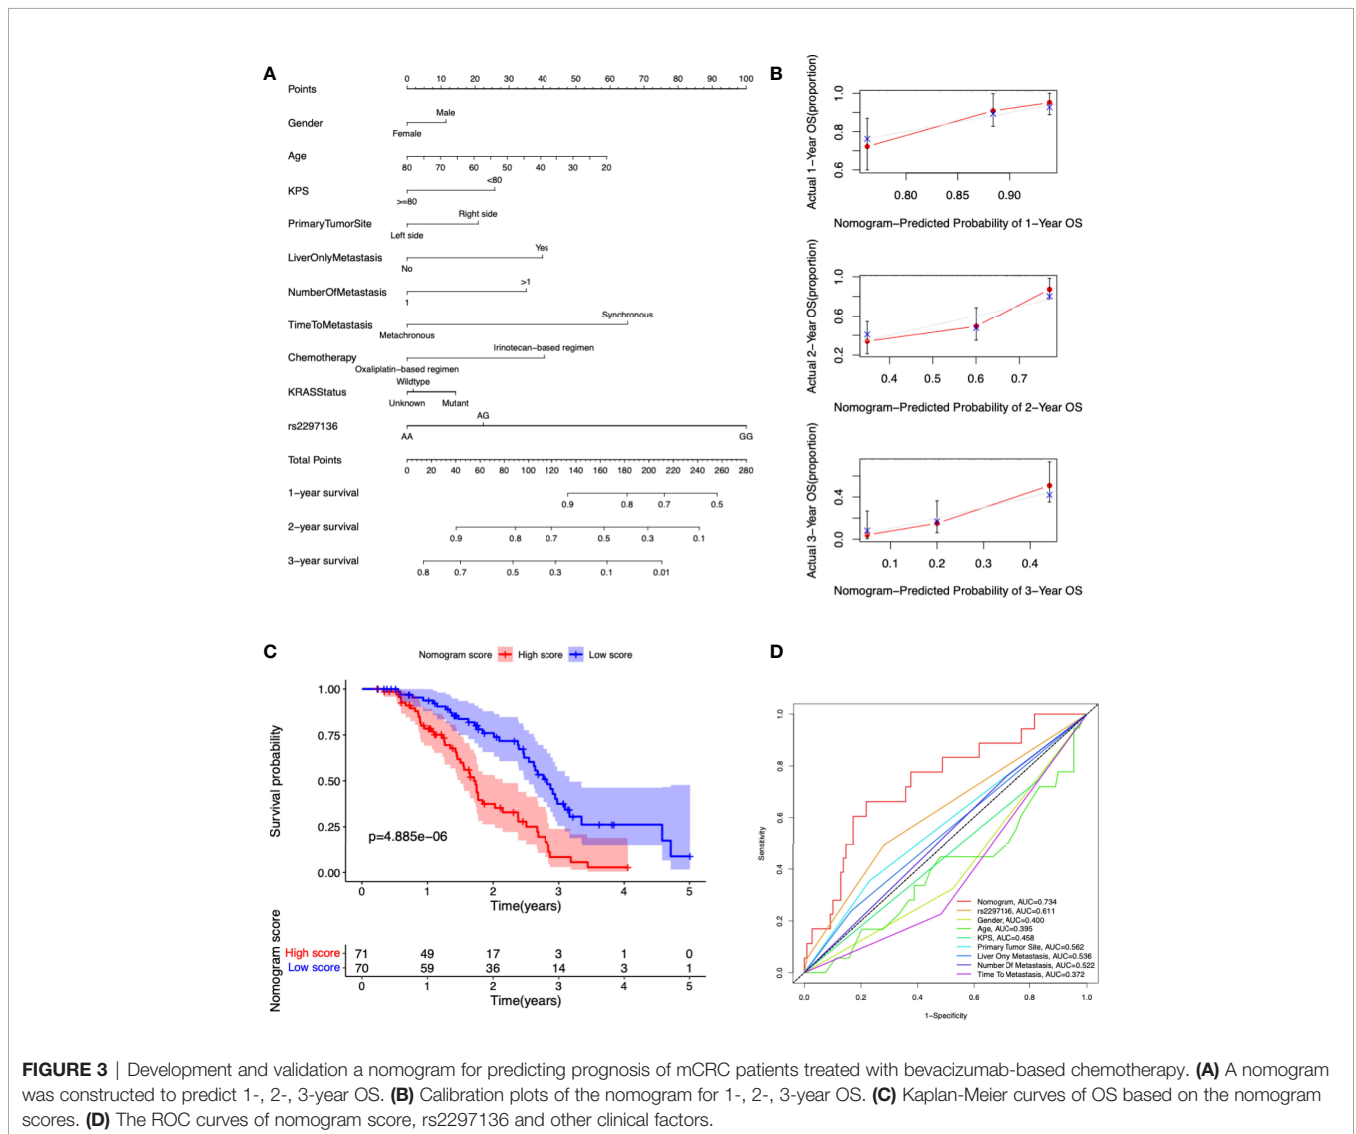 A
Points
0 10 20 30 40 50 60 70 80 90 100
Gender
Male
Female
Age
80 70 60 50 40 30 20
KPS
<80
>=80
PrimaryTumorSite
Right side
Left side
LiverOnlyMetastasis
Yes
No
NumberOfMetastasis
>1
1
TimeToMetastasis
Synchronous
Metachronous
Chemotherapy
Irinotecan-based regimen
Oxaliplatin-based regimen
KRASStatus
Wildtype
Unknown Mutant
rs2297136
AG
AA GG
Total Points
0 20 40 60 80 100 120 140 160 180 200 220 240 260 280
1-year survival
0.9 0.8 0.7 0.5
2-year survival
0.9 0.8 0.7 0.5 0.3 0.1
3-year survival
0.8 0.7 0.5 0.3 0.1 0.01
B
Actual 1-Year OS(proportion)
0.6 0.8 1.0
0.80 0.85 0.90
Nomogram-Predicted Probability of 1-Year OS
Actual 2-Year OS(proportion)
0.2 0.6 1.0
0.4 0.5 0.6 0.7
Nomogram-Predicted Probability of 2-Year OS
Actual 3-Year OS(proportion)
0.0 0.4
0.1 0.2 0.3 0.4
Nomogram-Predicted Probability of 3-Year OS
C
Nomogram score High score Low score
Survival probability
1.00
0.75
0.50
0.25
0.00
p=4.885e-06
0 1 2 3 4 5
Time(years)
Nomogram score
High score 71 49 17 3 1 0
Low score 70 59 36 14 3 1
0 1 2 3 4 5
Time(years)
D
Sensitivity
1.0
0.8
0.6
0.4
0.2
0.0
Nomogram, AUC=0.734
rs2297136, AUC=0.611
Gender, AUC=0.400
Age, AUC=0.395
KPS, AUC=0.458
Primary Tumor Site, AUC=0.562
Liver Ony Metastasis, AUC=0.536
Number Of Metastasis, AUC=0.522
Time To Metastasis, AUC=0.372
0.0 0.2 0.4 0.6 0.8 1.0
1-Specificity
FIGURE 3 | Development and validation a nomogram for predicting prognosis of mCRC patients treated with bevacizumab-based chemotherapy. (A) A nomogram
was constructed to predict 1-, 2-, 3-year OS. (B) Calibration plots of the nomogram for 1-, 2-, 3-year OS. (C) Kaplan-Meier curves of OS based on the nomogram
scores. (D) The ROC curves of nomogram score, rs2297136 and other clinical factors.